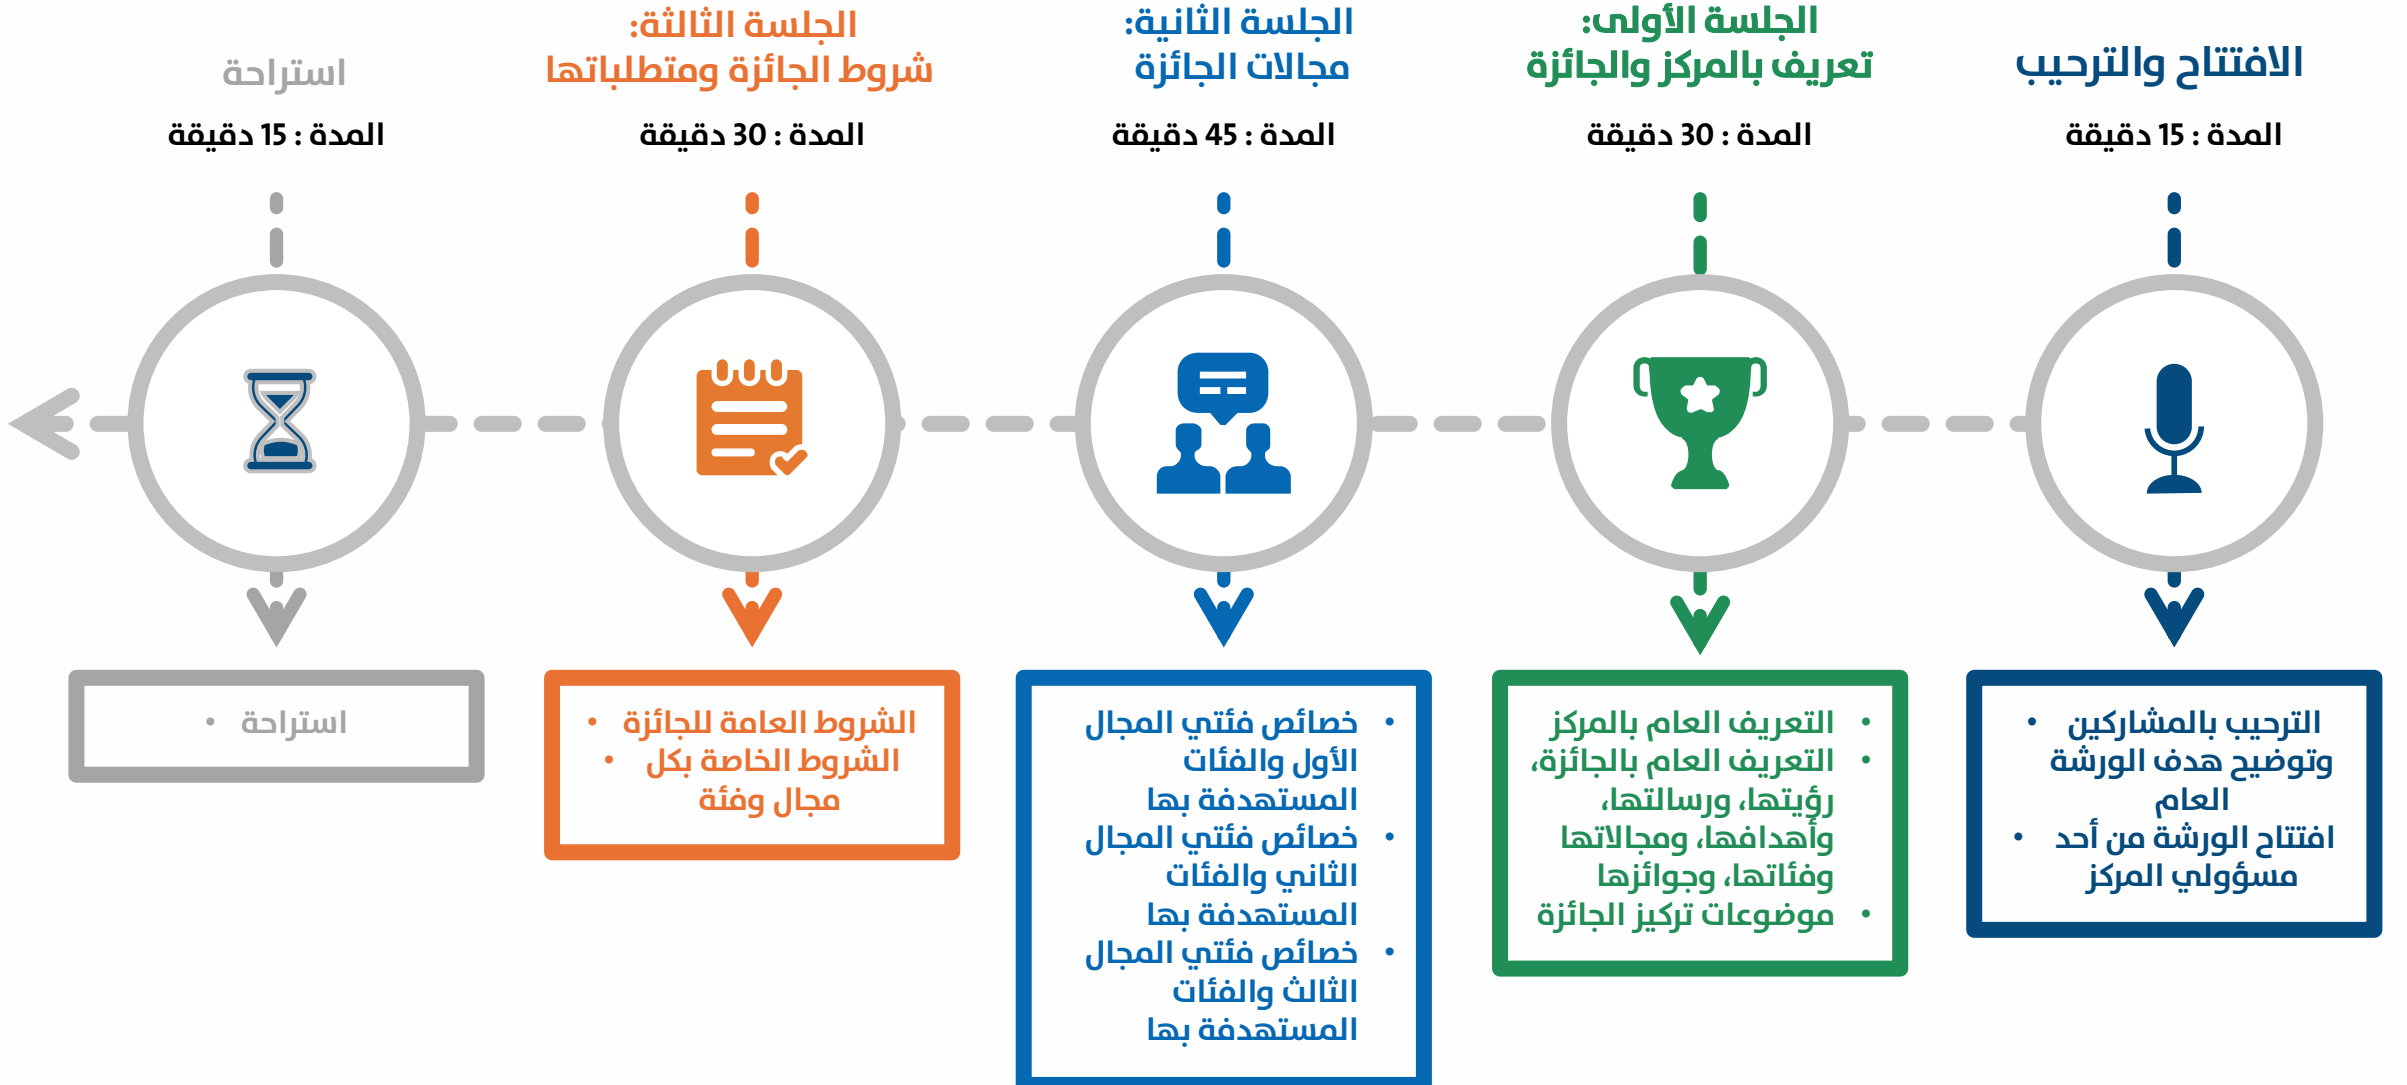 الافتتاح والترحيب
المدة : 15 دقيقة
• الترحيب بالمشاركين
وتوضيح هدف الورشة
العام
• افتتاح الورشة من أحد
مسؤولي المركز
الجلسة الأولى:
تعريف بالمركز والجائزة
المدة : 30 دقيقة
• التعريف العام بالمركز
• التعريف العام بالجائزة،
رؤيتها، ورسالتها،
وأهدافها، ومجالاتها
وفئاتها، وجوائزها
• موضوعات تركيز الجائزة
الجلسة الثانية:
مجالات الجائزة
المدة : 45 دقيقة
• خصائص فئتي المجال
الأول والفئات
المستهدفة بها
• خصائص فئتي المجال
الثاني والفئات
المستهدفة بها
• خصائص فئتي المجال
الثالث والفئات
المستهدفة بها
الجلسة الثالثة:
شروط الجائزة ومتطلباتها
المدة : 30 دقيقة
• الشروط العامة للجائزة
• الشروط الخاصة بكل
مجال وفئة
استراحة
المدة : 15 دقيقة
• استراحة